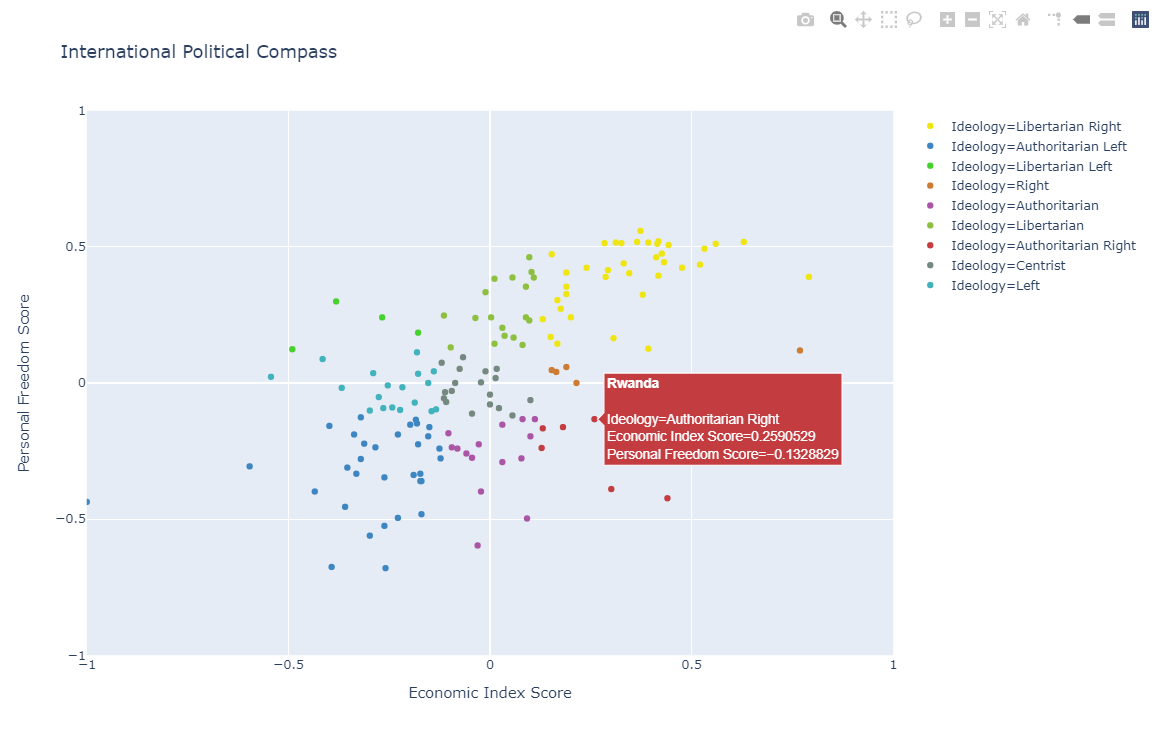 International Political Compass
1
0.5
0
−0.5
−1
−1
−0.5
0
0.5
1
Personal Freedom Score
Economic Index Score
Rwanda
Ideology=Authoritarian Right
Economic Index Score=0.2590529
Personal Freedom Score=−0.1328829
Ideology=Libertarian Right
Ideology=Authoritarian Left
Ideology=Libertarian Left
Ideology=Right
Ideology=Authoritarian
Ideology=Libertarian
Ideology=Authoritarian Right
Ideology=Centrist
Ideology=Left